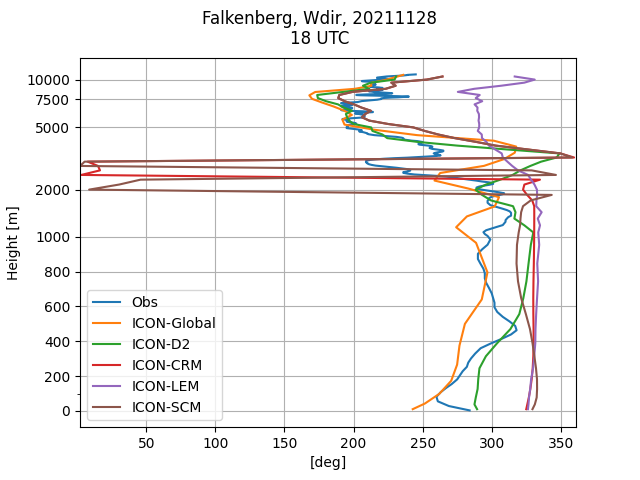 Falkenberg, Wdir, 20211128
18 UTC
Height [m]
10000
7500
5000
2000
1000
800
600
400
200
0
Obs
ICON-Global
ICON-D2
ICON-CRM
ICON-LEM
ICON-SCM
50
100
150
200
250
300
350
[deg]